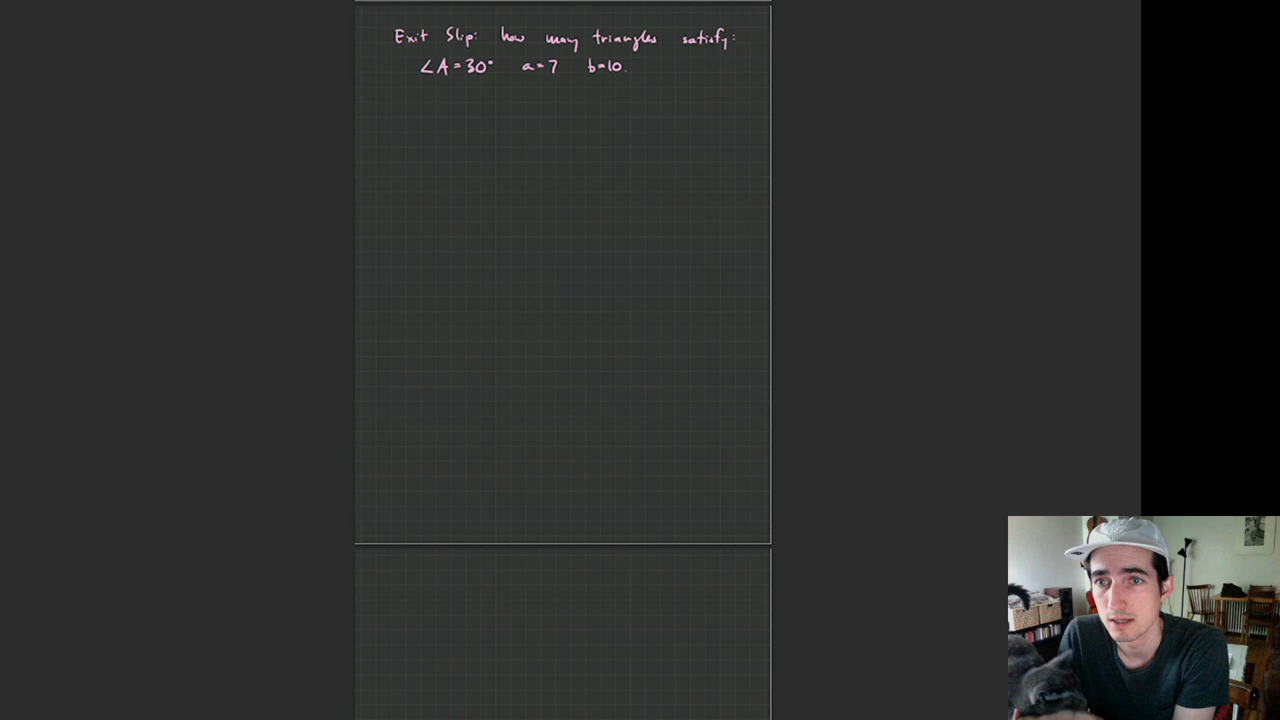 Exit Slip: how many triangles satisfy:
∠A = 30° a = 7 b = 10.